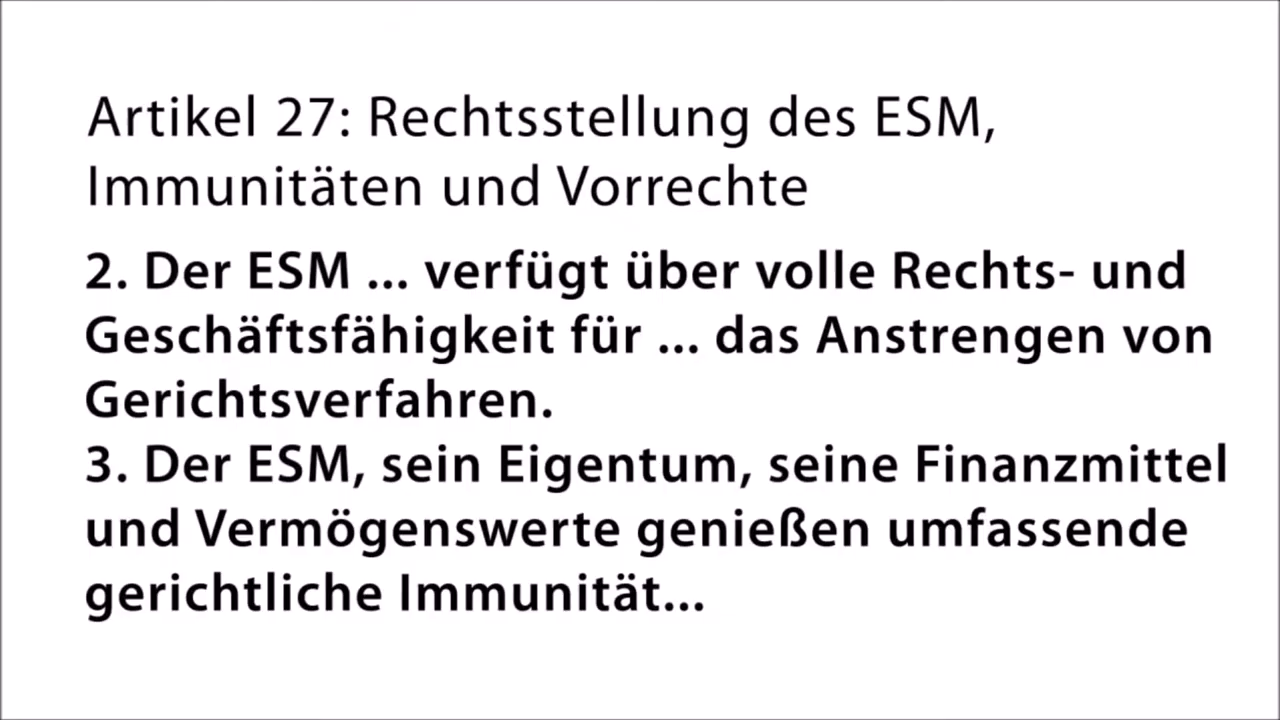 Artikel 27: Rechtsstellung des ESM,
Immunitäten und Vorrechte
2. Der ESM ... verfügt über volle Rechts- und
Geschäftsfähigkeit für ... das Anstrengen von
Gerichtsverfahren.
3. Der ESM, sein Eigentum, seine Finanzmittel
und Vermögenswerte genießen umfassende
gerichtliche Immunität...